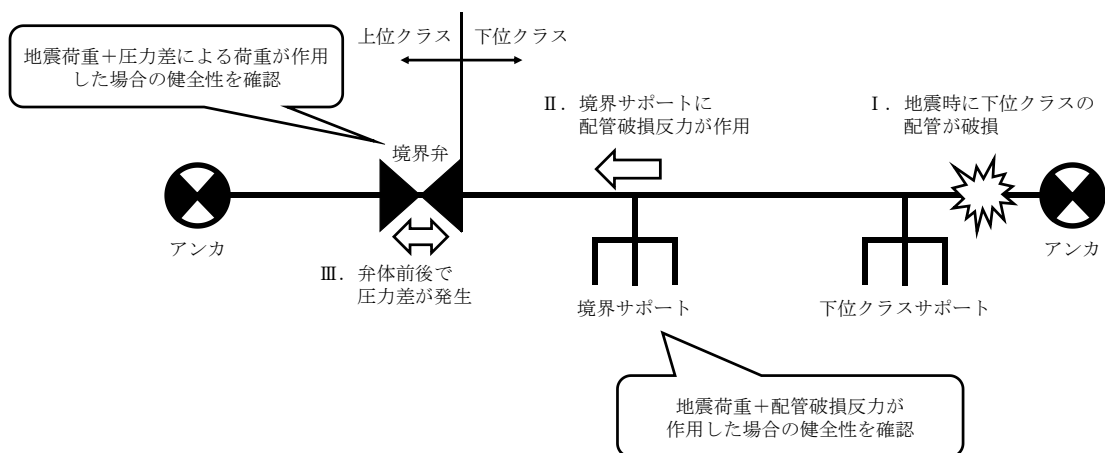 地震荷重＋圧力差による荷重が作用
した場合の健全性を確認
上位クラス
下位クラス
Ⅱ．境界サポートに
配管破損反力が作用
Ⅰ．地震時に下位クラスの
配管が破損
境界弁
アンカ
アンカ
Ⅲ．弁体前後で
圧力差が発生
境界サポート
下位クラスサポート
地震荷重＋配管破損反力が
作用した場合の健全性を確認